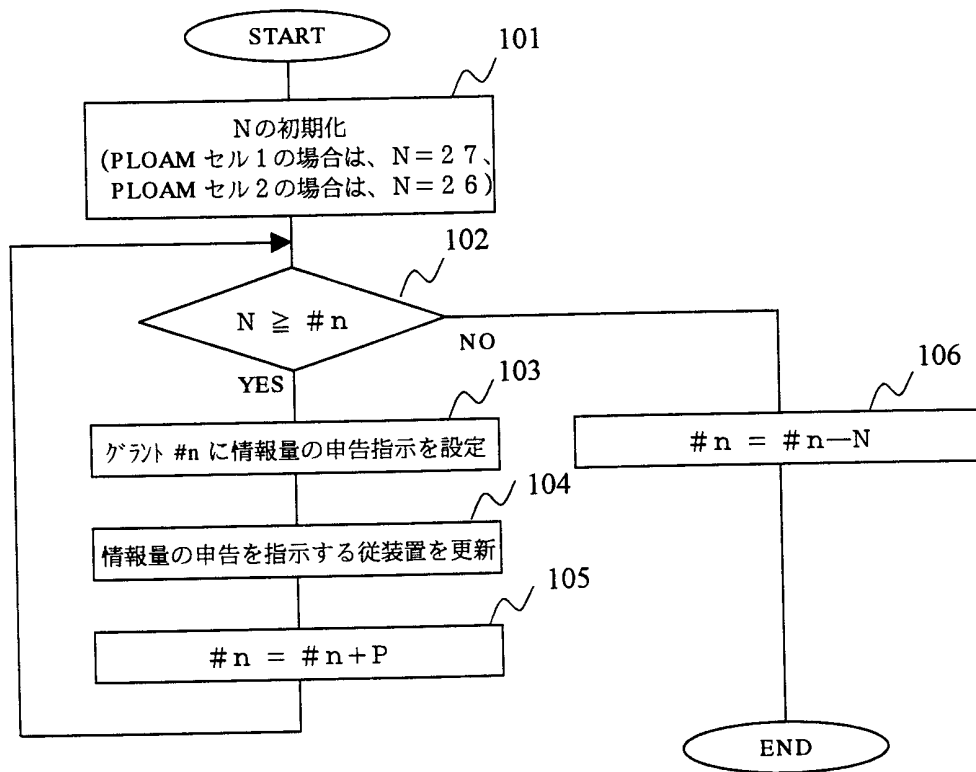 START
101
Nの初期化
(PLOAM セル1の場合は、N=27、
PLOAM セル2の場合は、N=26)
102
N ≧ #n
NO
YES
103
グラント #n に情報量の申告指示を設定
104
情報量の申告を指示する従装置を更新
105
#n = #n+P
106
#n = #n—N
END